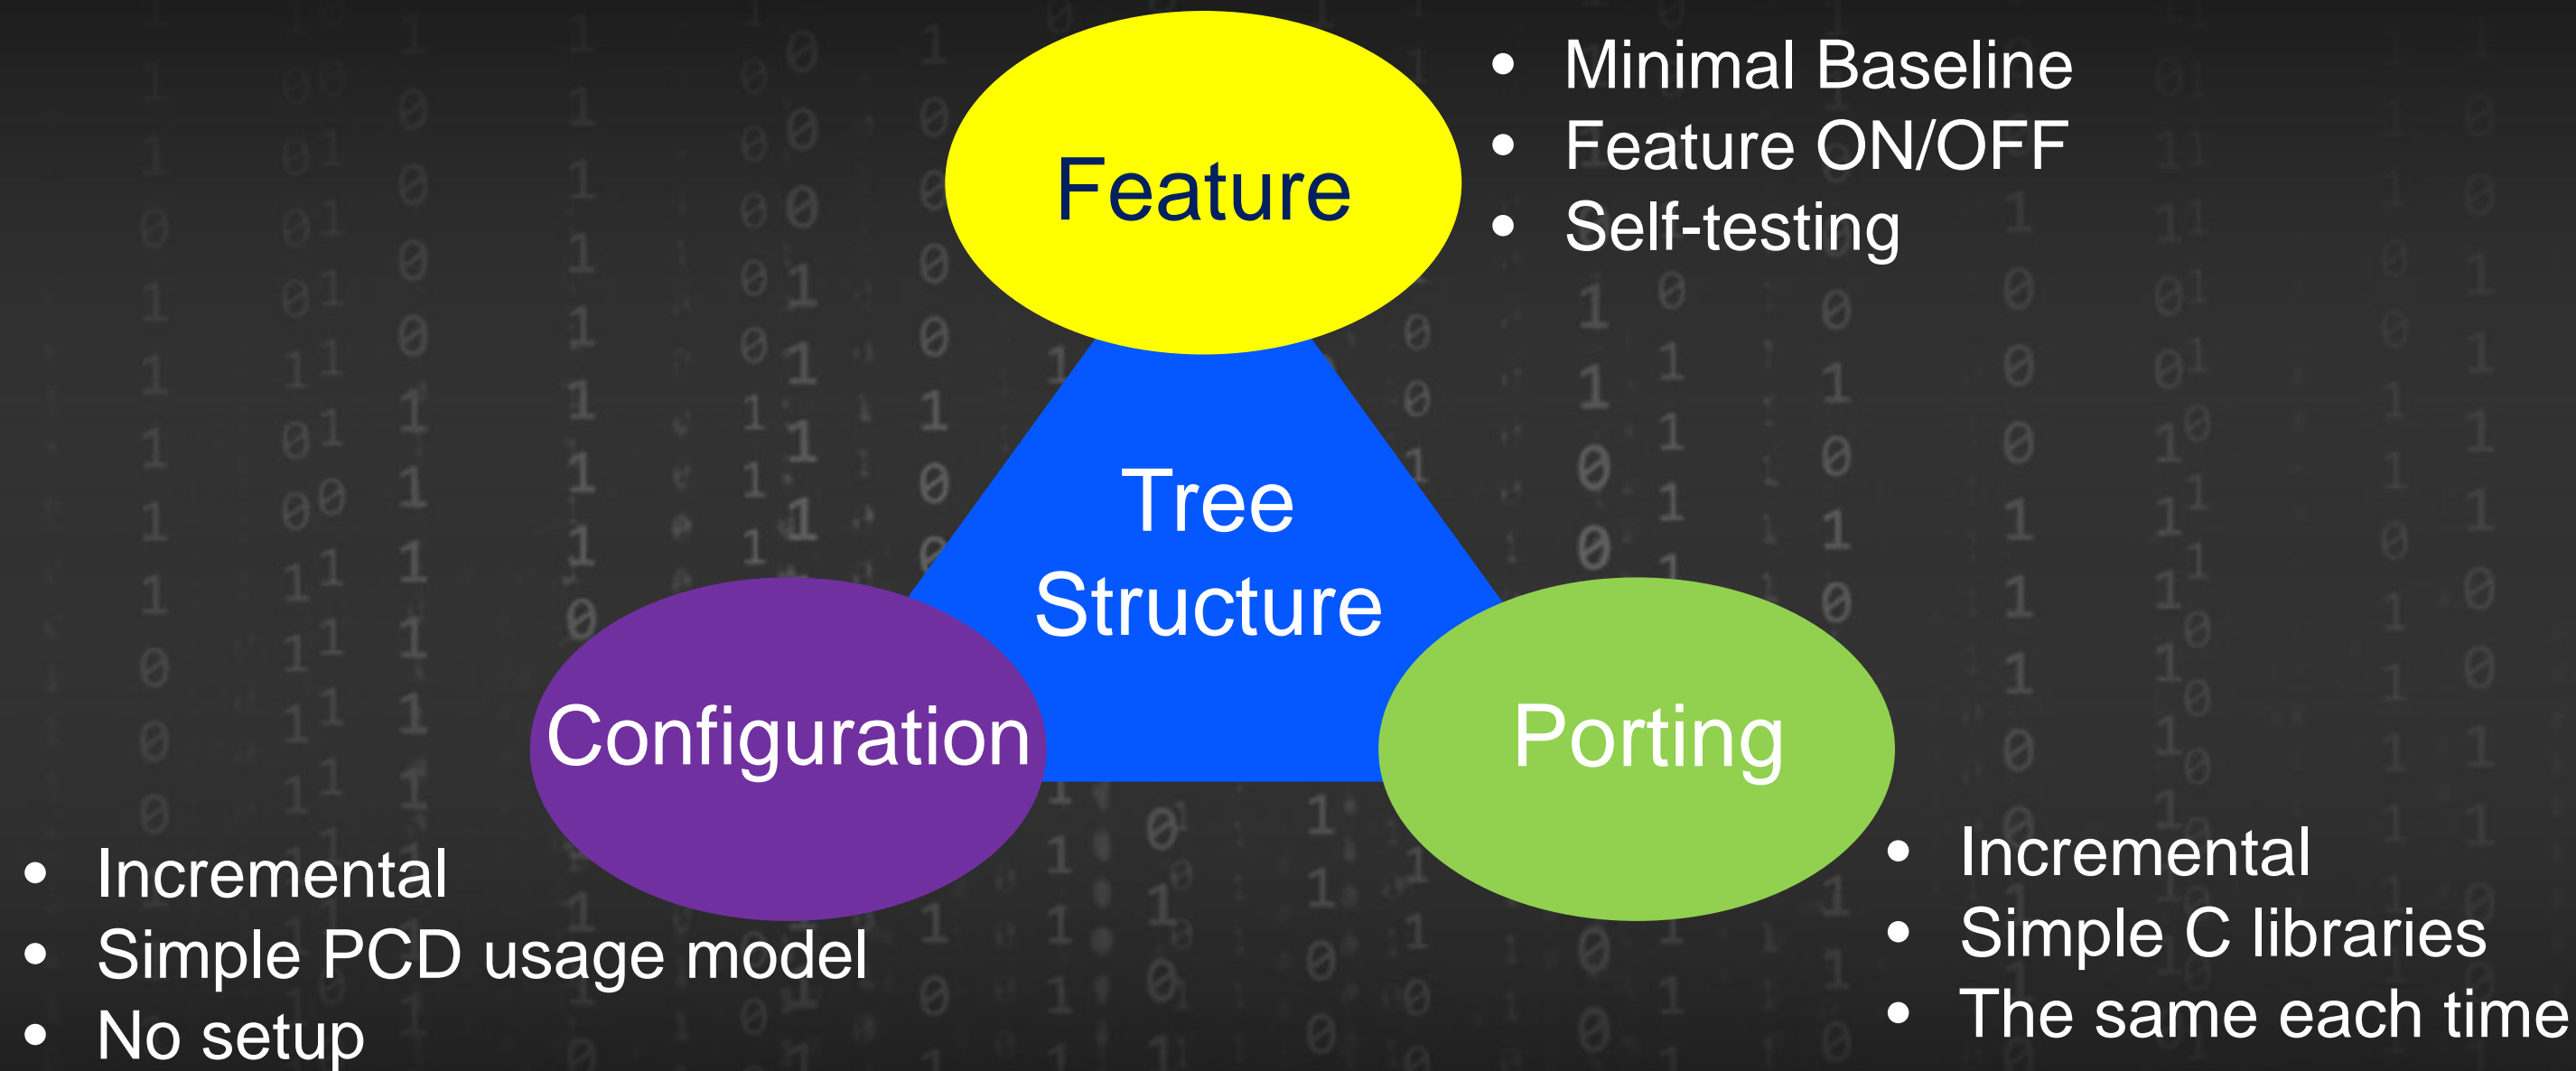 Feature
• Minimal Baseline
• Feature ON/OFF
• Self-testing
Tree
Structure
Configuration
Porting
• Incremental
• Simple PCD usage model
• No setup
• Incremental
• Simple C libraries
• The same each time